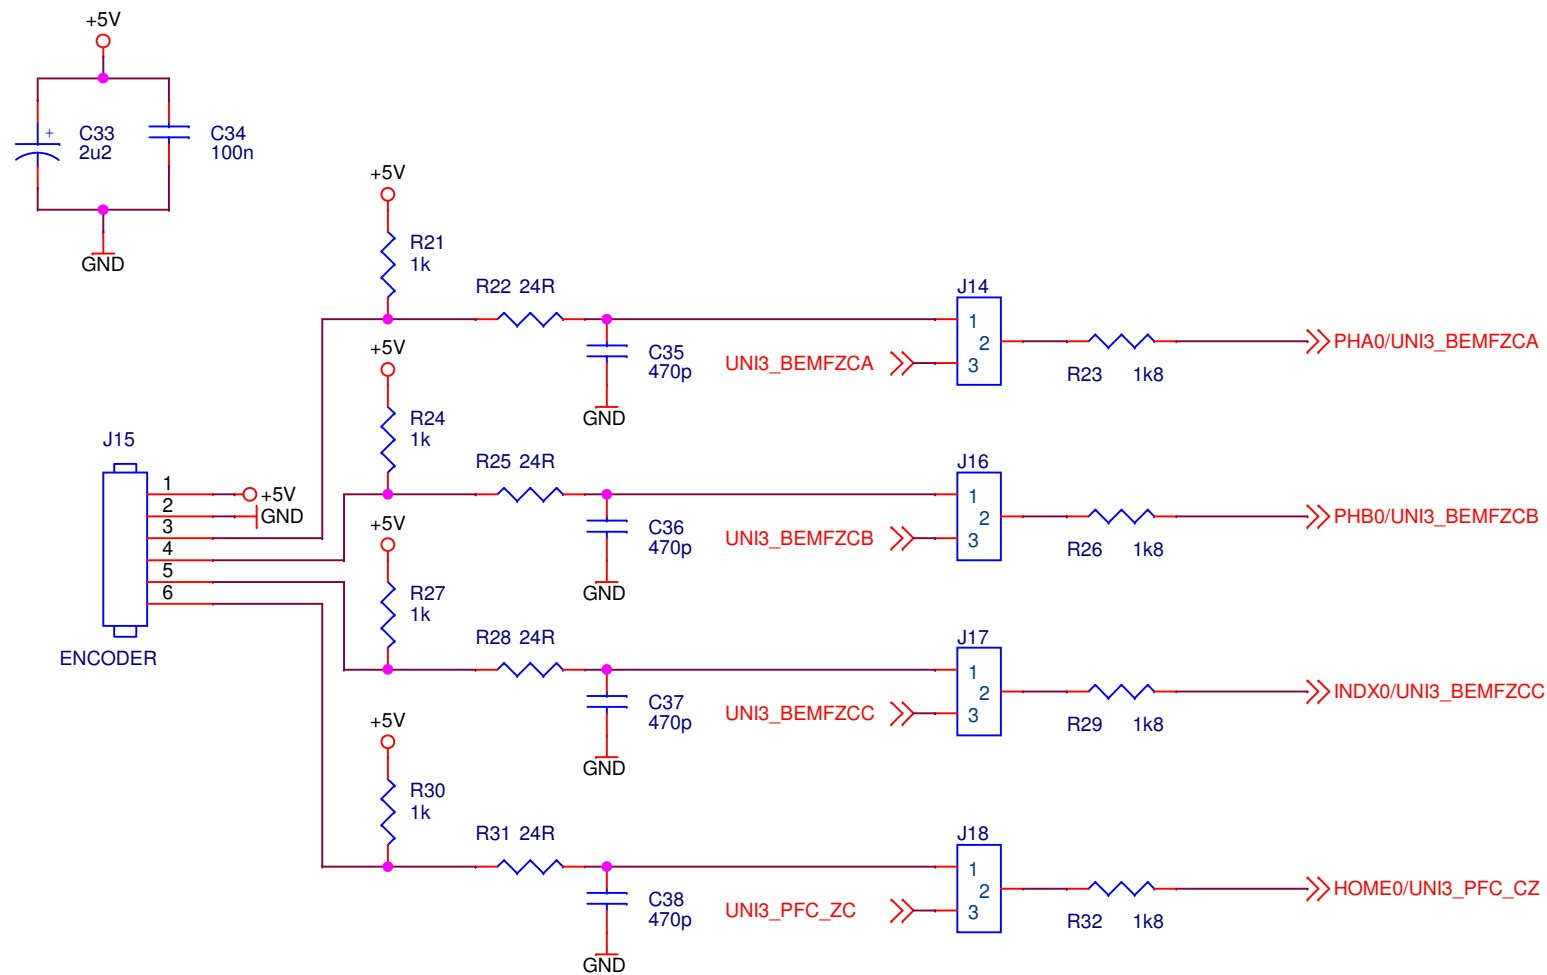 +5V
+
C33
2u2
C34
100n
GND
+5V
R21
1k
R22 24R
C35
470p
GND
UNI3_BEMFZCA
J14
1
2
3
R23 1k8
PHA0/UNI3_BEMFZCA
+5V
R24
1k
R25 24R
C36
470p
GND
UNI3_BEMFZCB
J16
1
2
3
R26 1k8
PHB0/UNI3_BEMFZCB
J15
1
2
3
4
5
6
+5V
GND
ENCODER
+5V
R27
1k
R28 24R
C37
470p
GND
UNI3_BEMFZCC
J17
1
2
3
R29 1k8
INDX0/UNI3_BEMFZCC
+5V
R30
1k
R31 24R
C38
470p
GND
UNI3_PFC_ZC
J18
1
2
3
R32 1k8
HOME0/UNI3_PFC_CZ